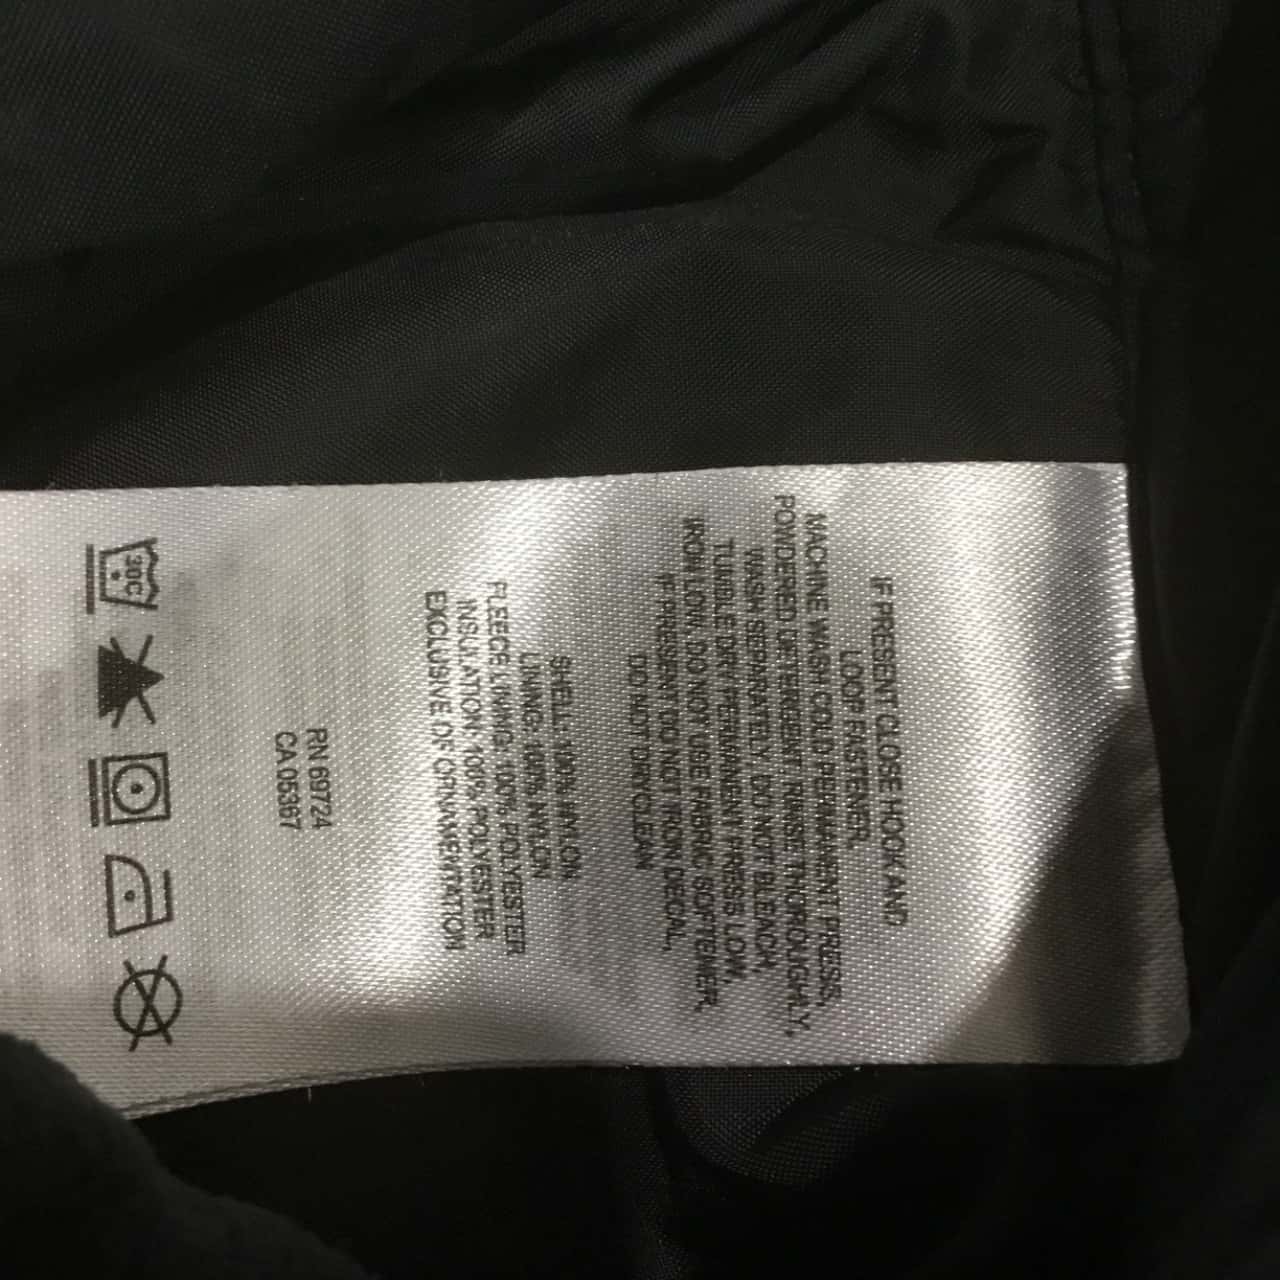 IF PRESENT CLOSE HOOK AND
LOOP FASTENER,
MACHINE WASH COLD PERMANENT PRESS,
POWDERED DETERGENT, RINSE THOROUGHLY,
WASH SEPARATELY, DO NOT BLEACH,
TUMBLE DRY PERMANENT PRESS LOW,
IRON LOW, DO NOT USE FABRIC SOFTENER,
IF PRESENT DO NOT IRON DECAL,
DO NOT DRYCLEAN
SHELL: 100% NYLON
LINING: 100% NYLON
FLEECE LINING: 100% POLYESTER
INSULATION: 100% POLYESTER
EXCLUSIVE OF ORNAMENTATION
RN 69724
CA 05367
30C